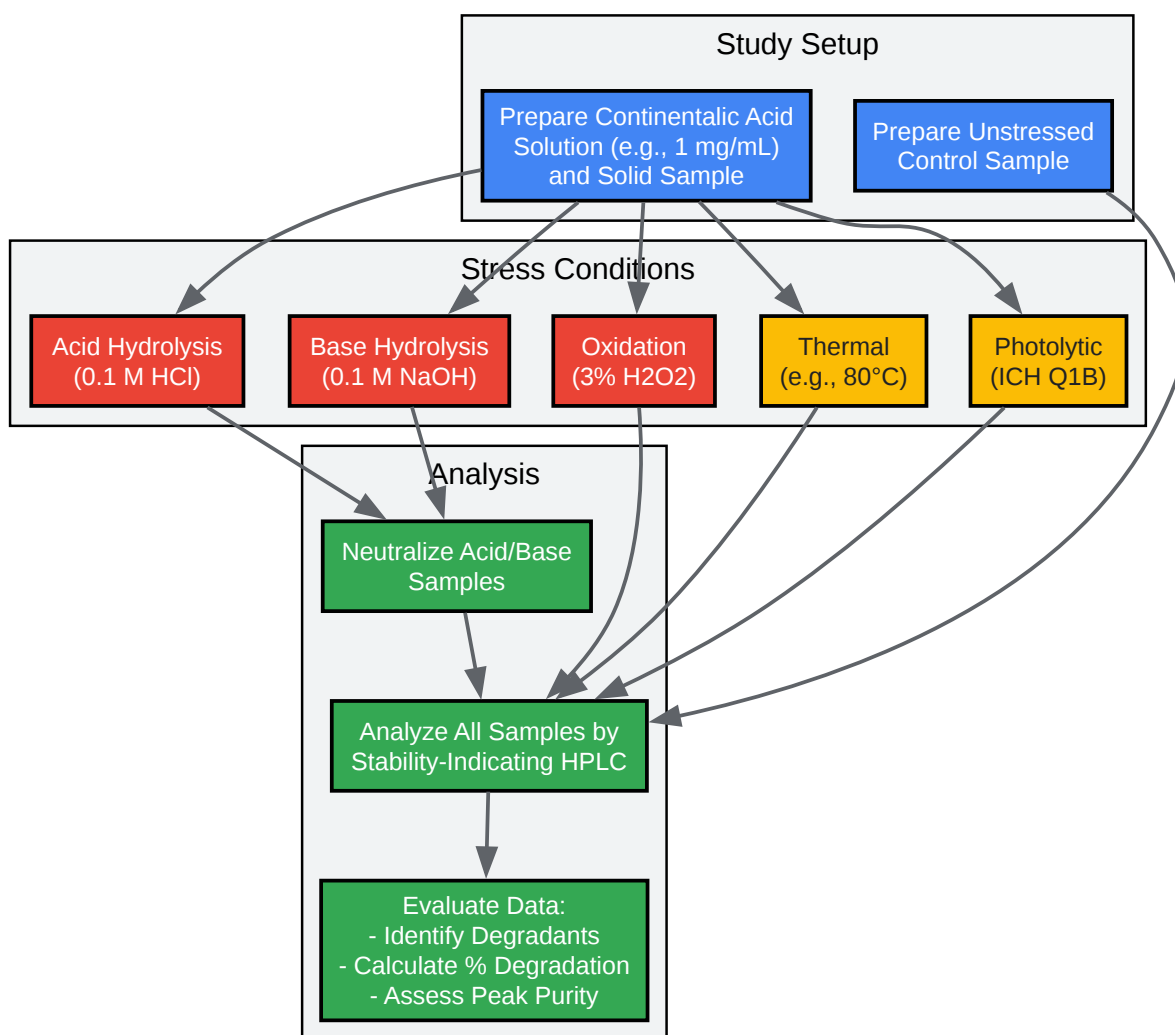 Study Setup
Prepare Continentalic Acid
Solution (e.g., 1 mg/mL)
and Solid Sample
Prepare Unstressed
Control Sample
Stress Conditions
Acid Hydrolysis
(0.1 M HCl)
Base Hydrolysis
(0.1 M NaOH)
Oxidation
(3% H2O2)
Thermal
(e.g., 80°C)
Photolytic
(ICH Q1B)
Analysis
Neutralize Acid/Base
Samples
Analyze All Samples by
Stability-Indicating HPLC
Evaluate Data:
- Identify Degradants
- Calculate % Degradation
- Assess Peak Purity